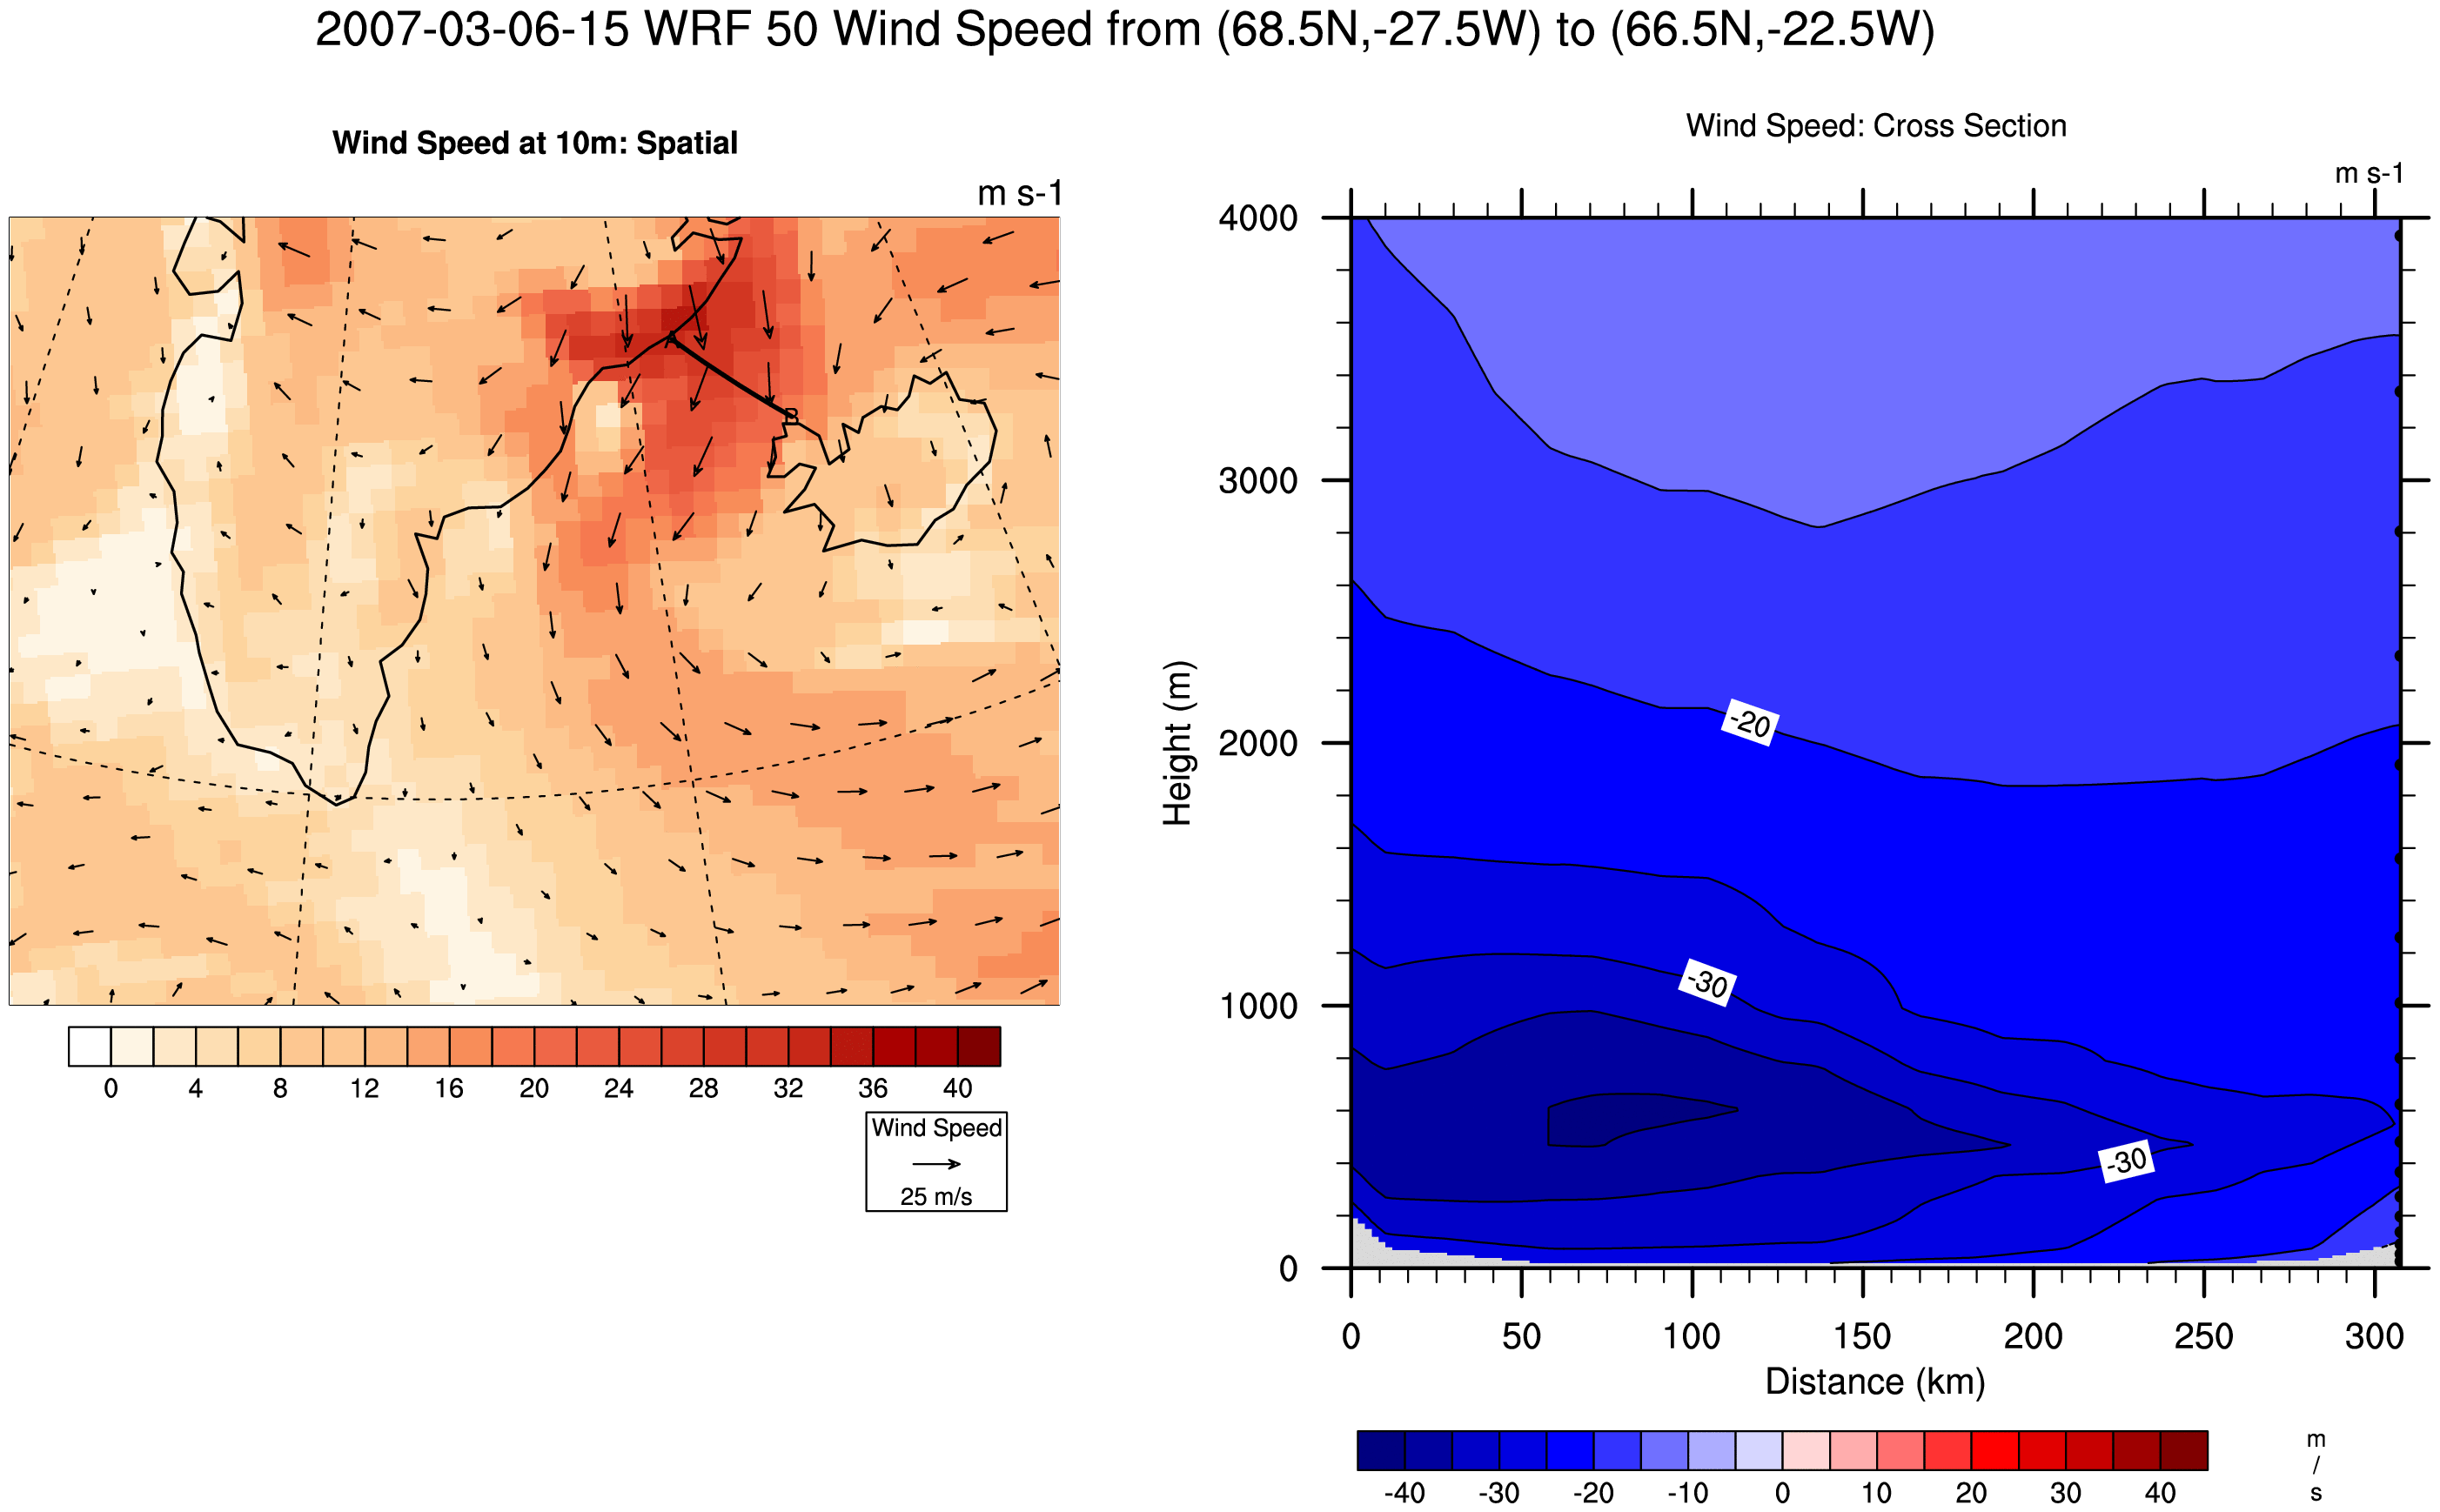 2007-03-06-15 WRF 50 Wind Speed from (68.5N,-27.5W) to (66.5N,-22.5W)
Wind Speed at 10m: Spatial
m s-1
A
B
0 4 8 12 16 20 24 28 32 36 40
Wind Speed
25 m/s
Wind Speed: Cross Section
m s-1
4000
3000
2000
1000
0
Height (m)
-20
-30
-30
0 50 100 150 200 250 300
Distance (km)
-40 -30 -20 -10 0 10 20 30 40
m
/
s